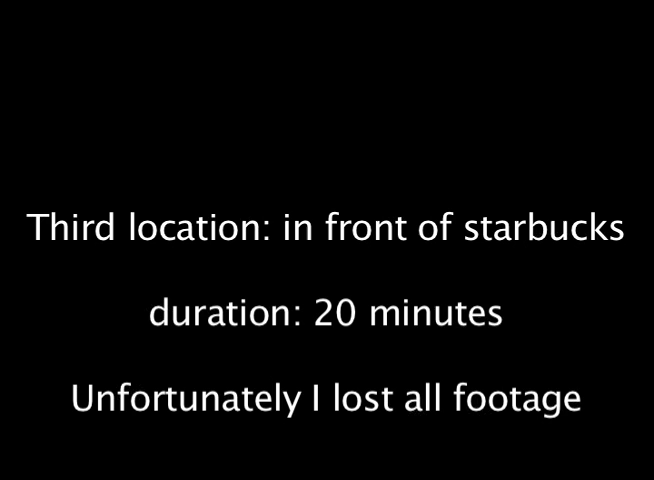 Third location: in front of starbucks
duration: 20 minutes
Unfortunately I lost all footage